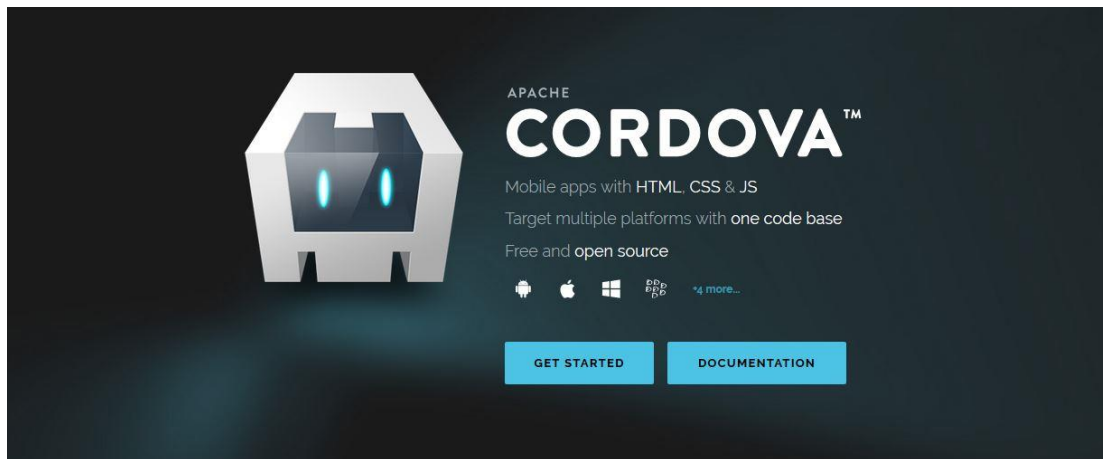 APACHE
CORDOVA™
Mobile apps with HTML, CSS & JS
Target multiple platforms with one code base
Free and open source
+4 more...
GET STARTED
DOCUMENTATION